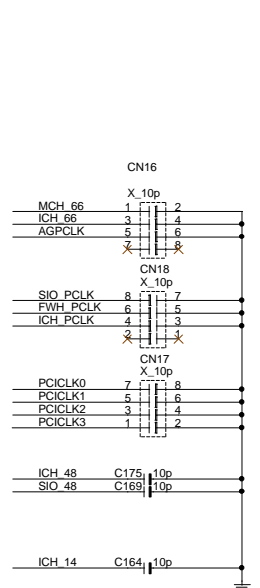 CN16
X_10p
MCH_66 1 2
ICH_66 3 4
AGPCLK 5 6
7 8
CN18
X_10p
SIO_PCLK 8 7
FWH_PCLK 6 5
ICH_PCLK 4 3
2 1
CN17
X_10p
PCICLK0 7 8
PCICLK1 5 6
PCICLK2 3 4
PCICLK3 1 2
ICH_48 C175 10p
SIO_48 C169 10p
ICH_14 C164 10p